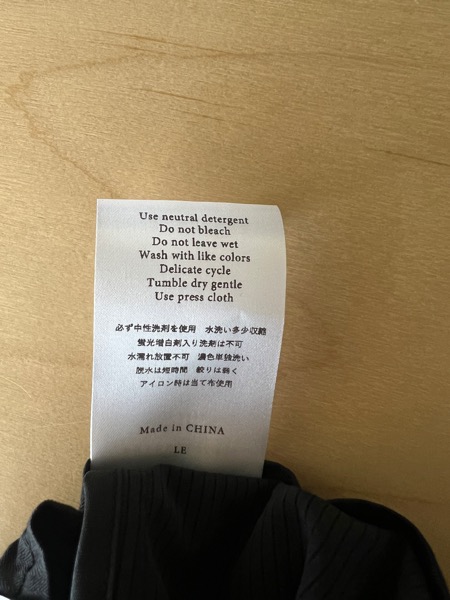 Use neutral detergent
Do not bleach
Do not leave wet
Wash with like colors
Delicate cycle
Tumble dry gentle
Use press cloth
必ず中性洗剤を使用 水洗い多少収縮
蛍光増白剤入り洗剤は不可
水濡れ放置不可 濃色単独洗い
脱水は短時間 絞りは弱く
アイロン時は当て布使用
Made in CHINA
LE